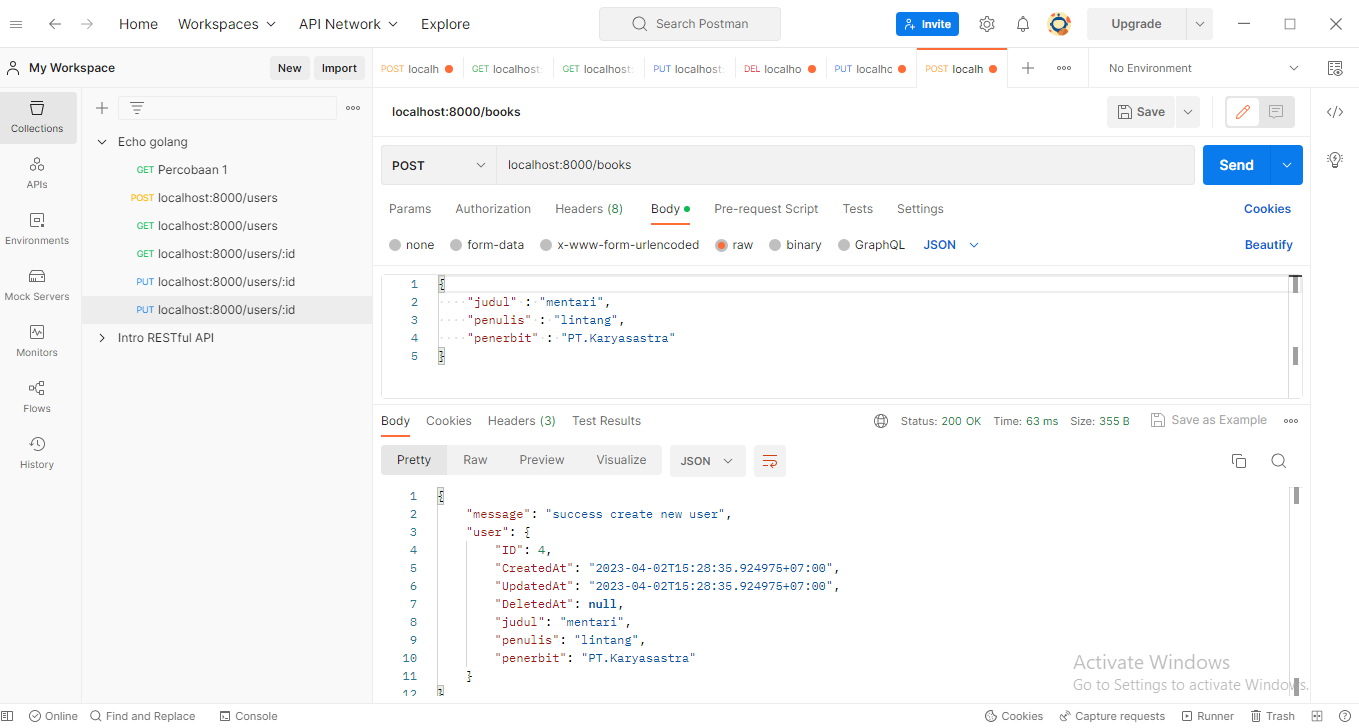 Home Workspaces API Network Explore Search Postman Invite Upgrade
My Workspace New Import POST localh GET localhost: GET localhost: PUT localhost: DEL localho PUT localho POST localh No Environment
Collections
APIs
Environments
Mock Servers
Monitors
Flows
History
Echo golang
GET Percobaan 1
POST localhost:8000/users
GET localhost:8000/users
GET localhost:8000/users/:id
PUT localhost:8000/users/:id
PUT localhost:8000/users/:id
Intro RESTful API
localhost:8000/books Save
POST localhost:8000/books Send
Params Authorization Headers (8) Body Pre-request Script Tests Settings Cookies
none form-data x-www-form-urlencoded raw binary GraphQL JSON Beautify
1 {
2 "judul" : "mentari",
3 "penulis" : "lintang",
4 "penerbit" : "PT.Karyasastra"
5 }
Body Cookies Headers (3) Test Results Status: 200 OK Time: 63 ms Size: 355 B Save as Example
Pretty Raw Preview Visualize JSON
1 {
2 "message": "success create new user",
3 "user": {
4 "ID": 4,
5 "CreatedAt": "2023-04-02T15:28:35.924975+07:00",
6 "UpdatedAt": "2023-04-02T15:28:35.924975+07:00",
7 "DeletedAt": null,
8 "judul": "mentari",
9 "penulis": "lintang",
10 "penerbit": "PT.Karyasastra"
11 }
12 }
Activate Windows
Go to Settings to activate Windows.
Online Find and Replace Console Cookies Capture requests Runner Trash